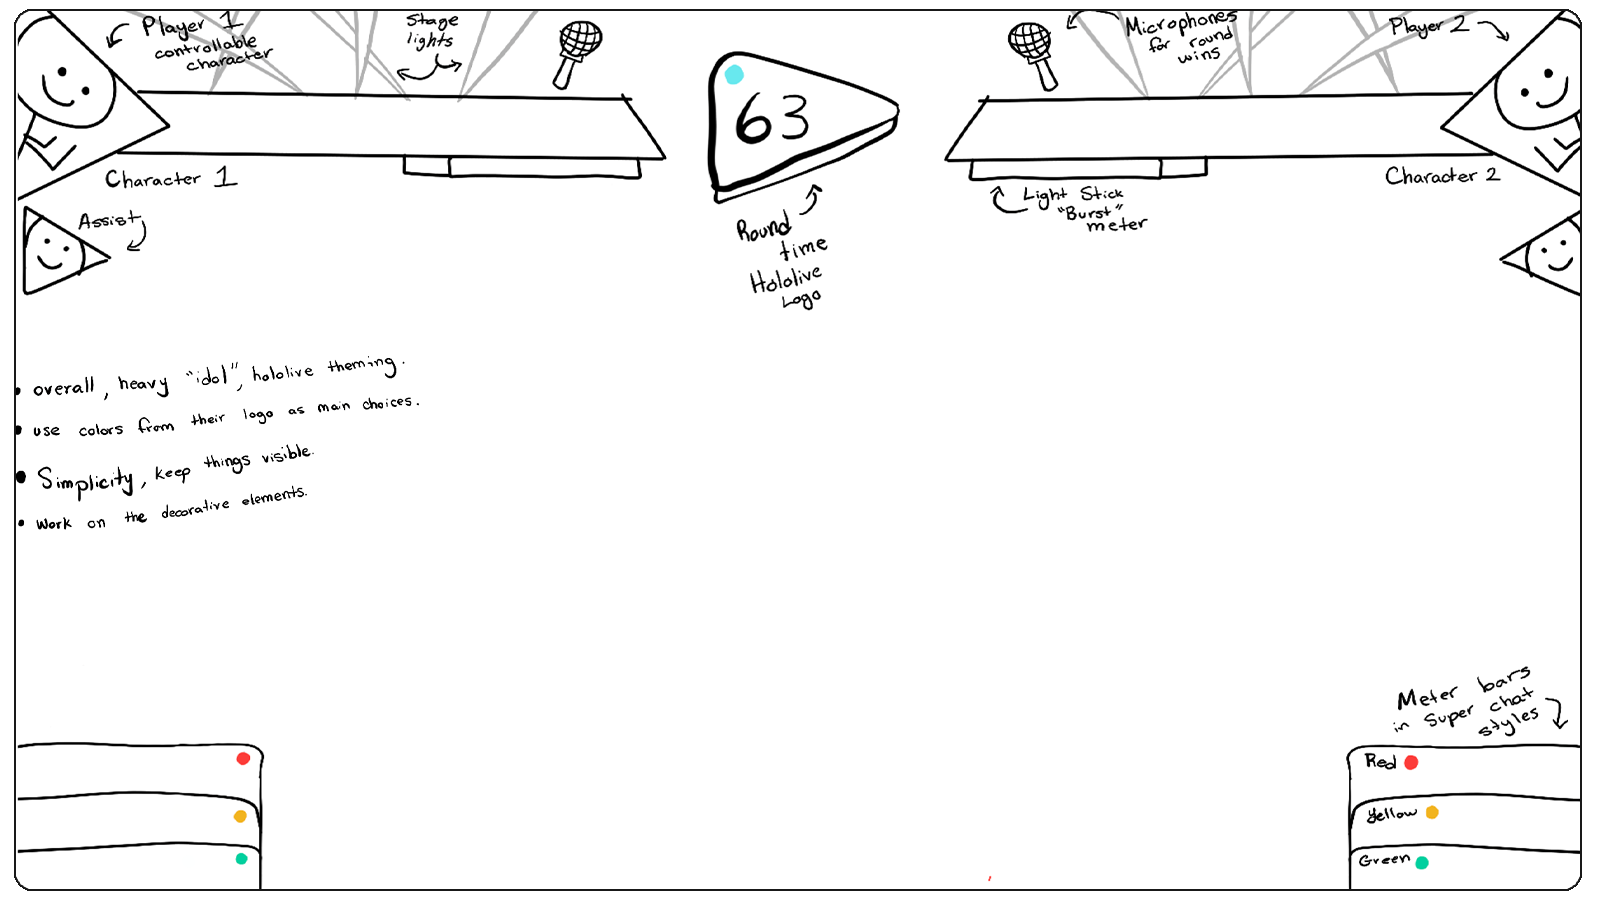 Player 1
controllable
character
Stage
lights
Microphones
for round
wins
Player 2
63
Character 1
Character 2
Assist
Light Stick
"Burst"
meter
Round
time
Hololive
Logo
• overall, heavy "idol", hololive theming.
• use colors from their logo as main choices.
• Simplicity, keep things visible.
• Work on the decorative elements.
Meter bars
in Super chat
styles
Red
Yellow
Green